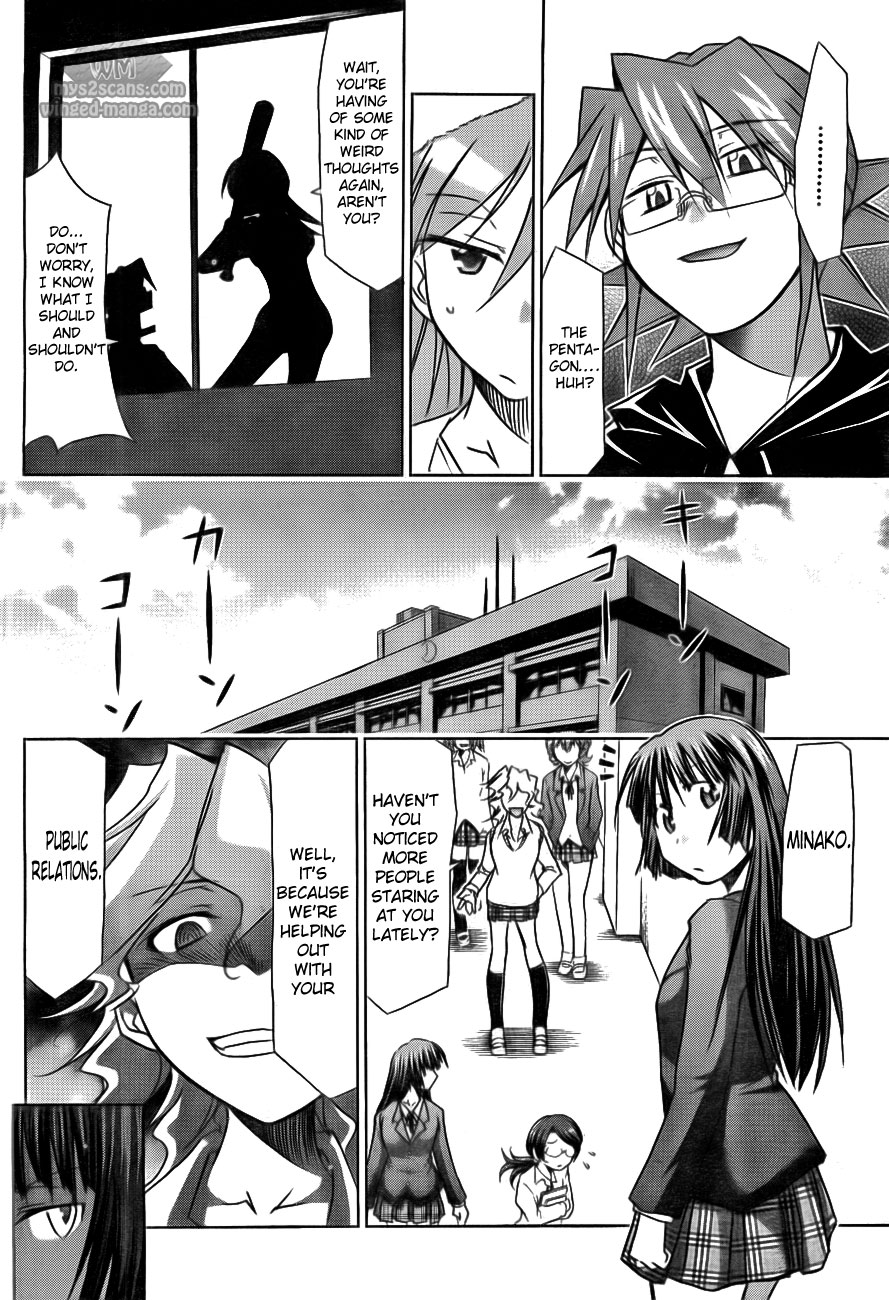 .........
THE
PENTA-
GON....
HUH?
WAIT,
YOU'RE
HAVING
OF SOME
KIND OF
WEIRD
THOUGHTS
AGAIN,
AREN'T
YOU?
DO...
DON'T
WORRY,
I KNOW
WHAT I
SHOULD
AND
SHOULDN'T
DO.
WM
mys2scans.com
winged-manga.com
キーン
コーン
カーン
コーン
MINAKO.
HAVEN'T
YOU
NOTICED
MORE
PEOPLE
STARING
AT YOU
LATELY?
WELL,
IT'S
BECAUSE
WE'RE
HELPING
OUT
WITH
YOUR
PUBLIC
RELATIONS.